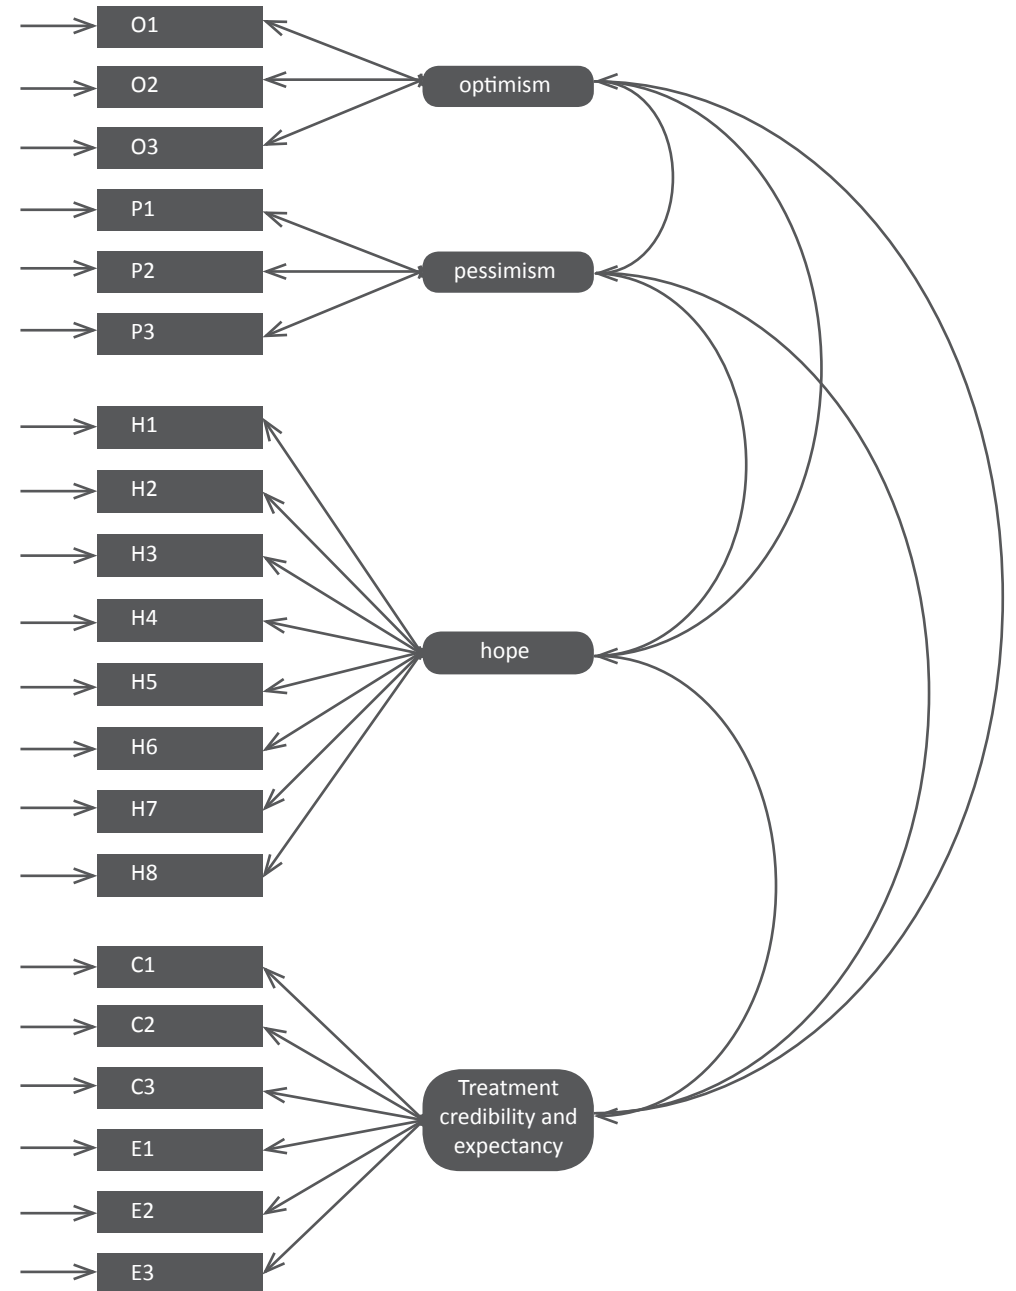 O1
O2
optimism
O3
P1
P2
pessimism
P3
H1
H2
H3
H4
H5
hope
H6
H7
H8
C1
C2
C3
E1
E2
E3
Treatment
credibility and
expectancy